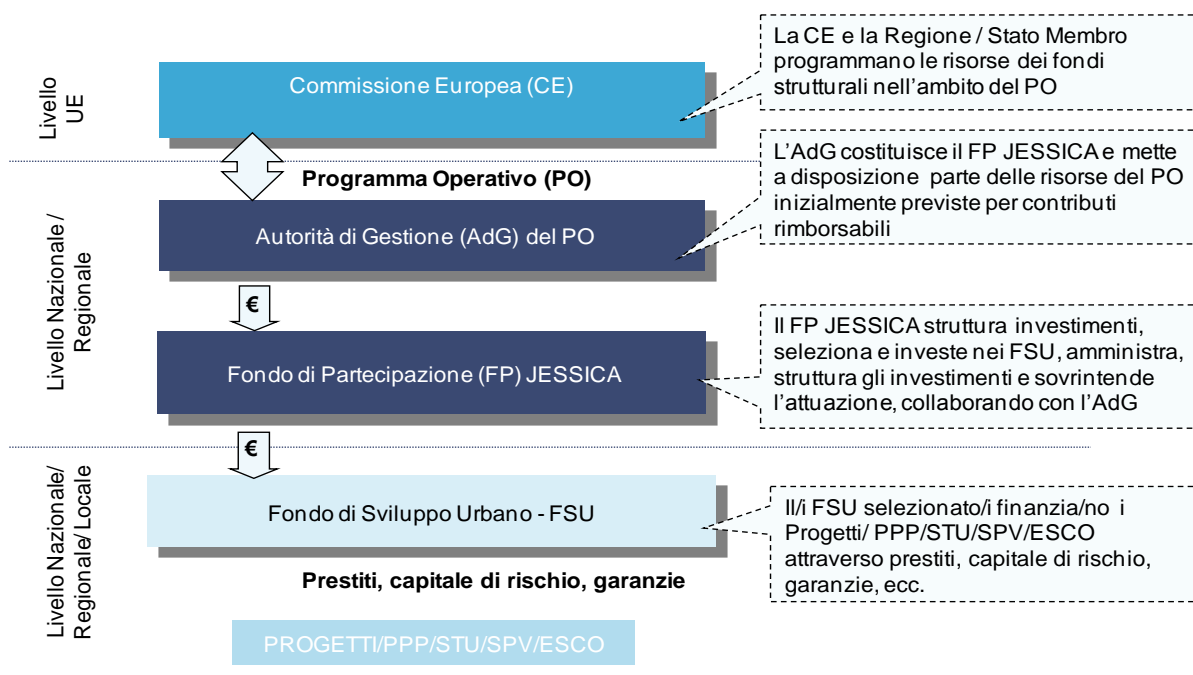 Livello
UE
Commissione Europea (CE)
La CE e la Regione / Stato Membro
programmano le risorse dei fondi
strutturali nell'ambito del PO
Programma Operativo (PO)
L'AdG costituisce il FP JESSICA e mette
a disposizione parte delle risorse del PO
inizialmente previste per contributi
rimborsabili
Livello Nazionale /
Regionale
Autorità di Gestione (AdG) del PO
€
Fondo di Partecipazione (FP) JESSICA
Il FP JESSICA struttura investimenti,
seleziona e investe nei FSU, amministra,
struttura gli investimenti e sovrintende
l'attuazione, collaborando con l'AdG
€
Livello Nazionale/
Regionale/ Locale
Fondo di Sviluppo Urbano - FSU
Il/i FSU selezionato/i finanzia/no i
Progetti/ PPP/STU/SPV/ESCO
attraverso prestiti, capitale di rischio,
garanzie, ecc.
Prestiti, capitale di rischio, garanzie
PROGETTI/PPP/STU/SPV/ESCO